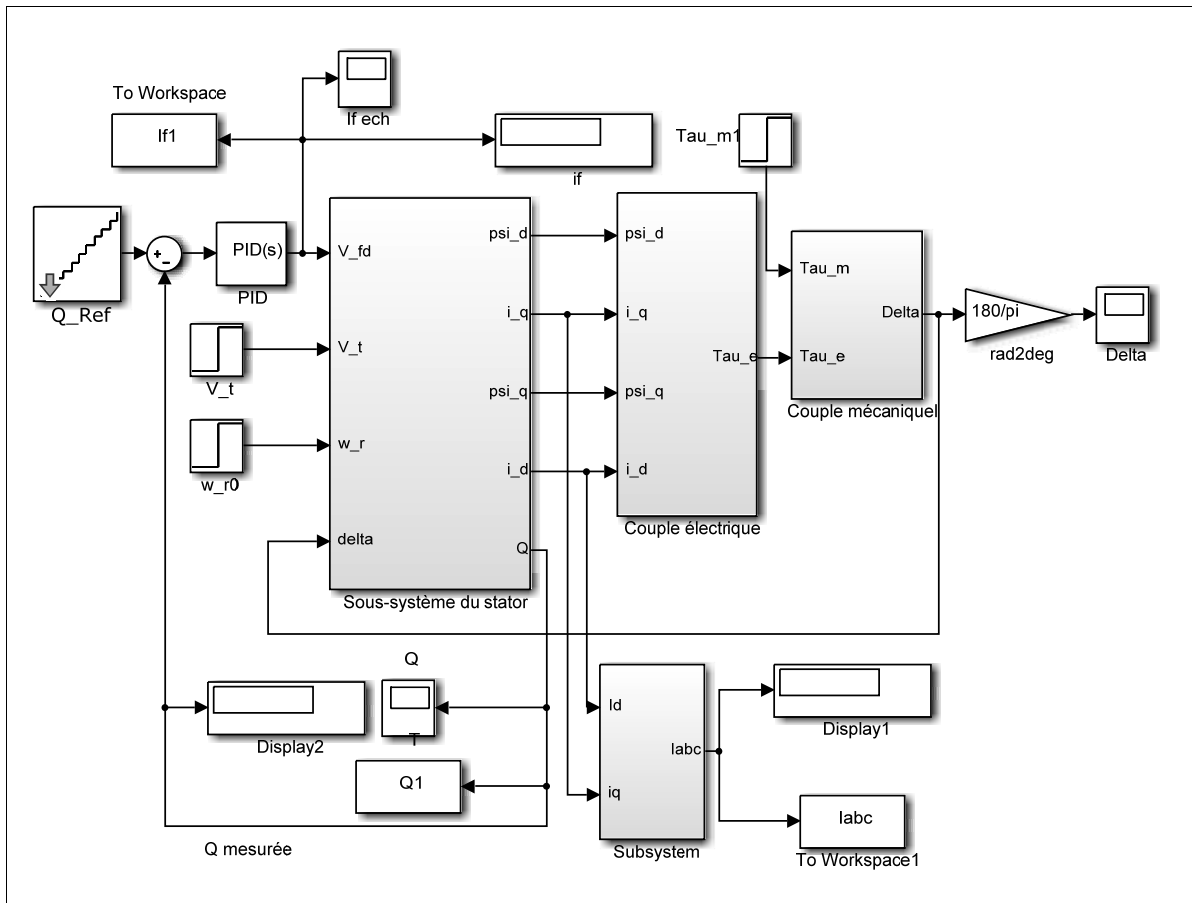 To Workspace
If1
If ech
if
Tau_m1
Q_Ref
+
-
PID(s)
PID
V_t
w_r0
V_fd
V_t
w_r
delta
psi_d
i_q
psi_q
i_d
Q
Sous-système du stator
psi_d
i_q
psi_q
i_d
Tau_e
Couple électrique
Tau_m
Tau_e
Delta
Couple mécaniquel
180/pi
rad2deg
Delta
Q
T
Display2
Q1
Q mesurée
Id
iq
Iabc
Subsystem
Display1
Iabc
To Workspace1